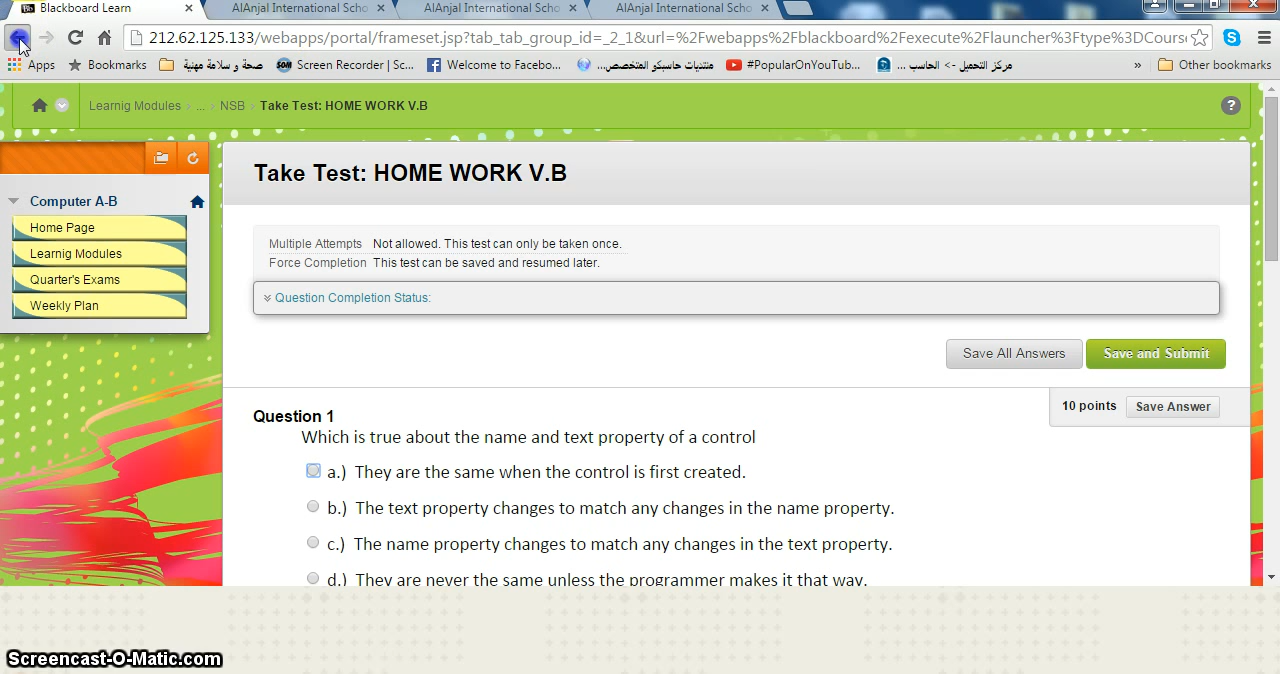 Blackboard Learn
AlAnjal International Scho
AlAnjal International Scho
AlAnjal International Scho
212.62.125.133/webapps/portal/frameset.jsp?tab_tab_group_id=_2_1&url=%2Fwebapps%2Fblackboard%2Fexecute%2Flauncher%3Ftype%3DCours
Apps
Bookmarks
صحة و سلامة مهنية
Screen Recorder | Sc...
Welcome to Facebo...
منتديات حاسبكو المتخصص...
#PopularOnYouTub...
مركز التحميل -> الحاسب ...
»
Other bookmarks
Learnig Modules > ... > NSB > Take Test: HOME WORK V.B
?
Computer A-B
Home Page
Learnig Modules
Quarter's Exams
Weekly Plan
Take Test: HOME WORK V.B
Multiple Attempts Not allowed. This test can only be taken once.
Force Completion This test can be saved and resumed later.
Question Completion Status:
Save All Answers
Save and Submit
10 points
Save Answer
Question 1
Which is true about the name and text property of a control
a.) They are the same when the control is first created.
b.) The text property changes to match any changes in the name property.
c.) The name property changes to match any changes in the text property.
d.) They are never the same unless the programmer makes it that way.
Screencast-O-Matic.com